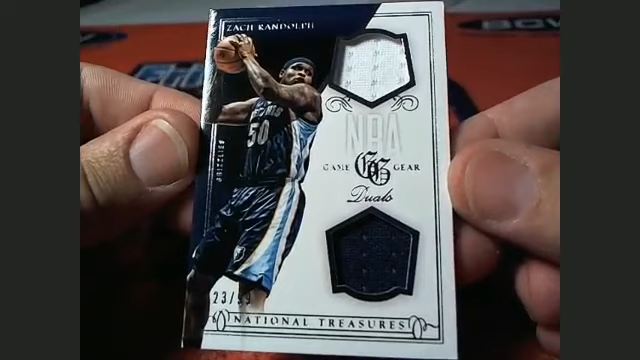 ZACH RANDOLPH
50
NBA
GAME GG GEAR
Duals
NATIONAL TREASURES